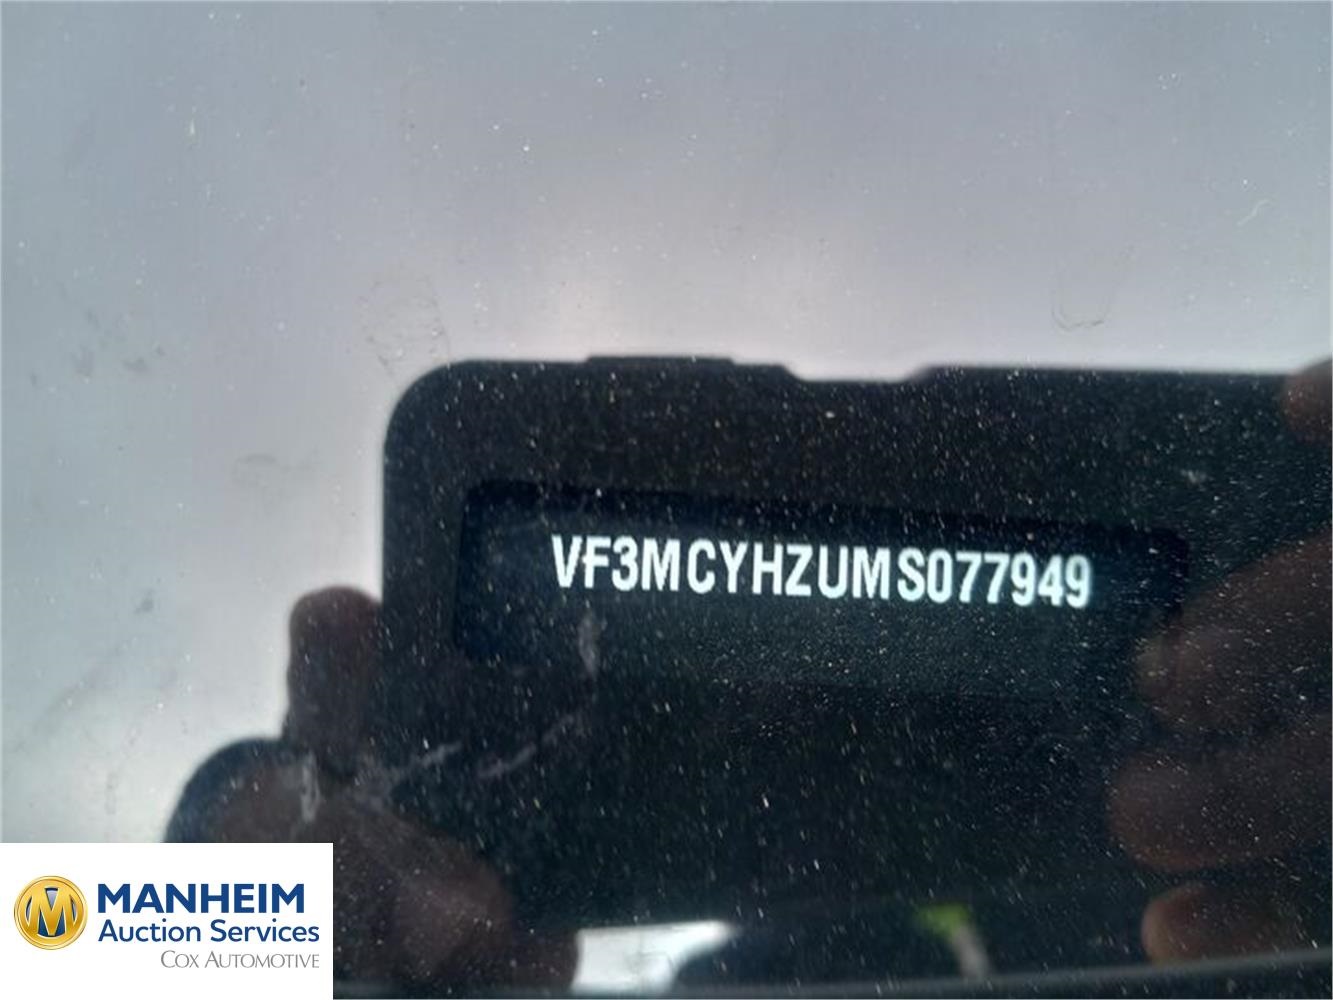 VF3MCYHZUMS077949
MANHEIM
Auction Services
COX AUTOMOTIVE